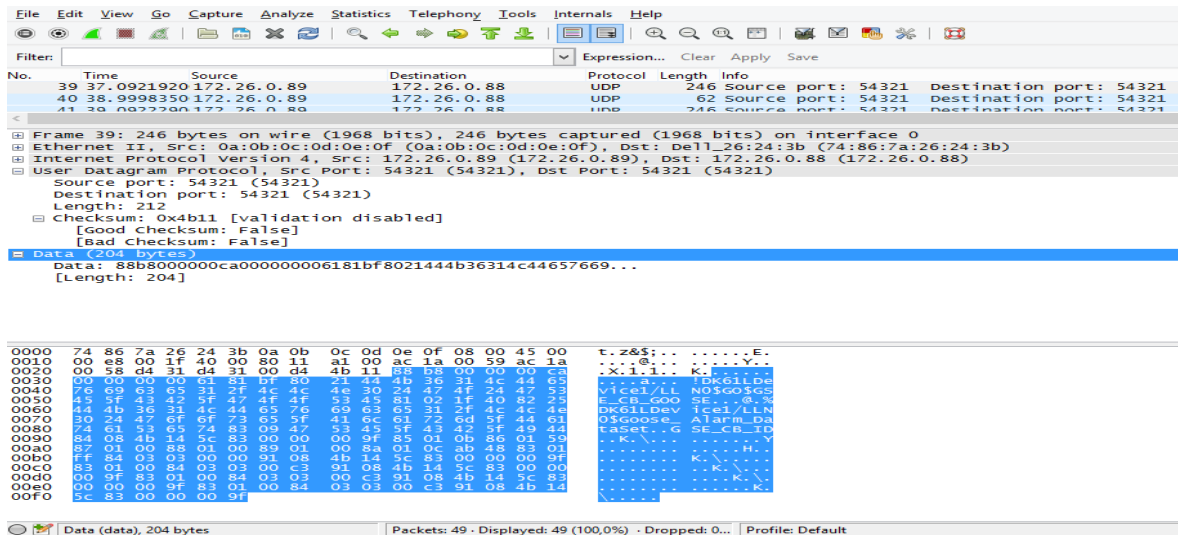 File Edit View Go Capture Analyze Statistics Telephony Tools Internals Help
Filter: Expression... Clear Apply Save
No. Time Source Destination Protocol Length Info
39 37.0921920 172.26.0.89 172.26.0.88 UDP 246 Source port: 54321 Destination port: 54321
40 38.9998350 172.26.0.89 172.26.0.88 UDP 62 Source port: 54321 Destination port: 54321
41 39.0922290 172.26.0.89 172.26.0.88 UDP 246 Source port: 54321 Destination port: 54321
Frame 39: 246 bytes on wire (1968 bits), 246 bytes captured (1968 bits) on interface 0
Ethernet II, Src: 0a:0b:0c:0d:0e:0f (0a:0b:0c:0d:0e:0f), Dst: Dell_26:24:3b (74:86:7a:26:24:3b)
Internet Protocol Version 4, Src: 172.26.0.89 (172.26.0.89), Dst: 172.26.0.88 (172.26.0.88)
User Datagram Protocol, Src Port: 54321 (54321), Dst Port: 54321 (54321)
Source port: 54321 (54321)
Destination port: 54321 (54321)
Length: 212
Checksum: 0x4b11 [validation disabled]
[Good Checksum: False]
[Bad Checksum: False]
Data (204 bytes)
Data: 88b8000000ca000000006181bf8021444b36314c44657669...
[Length: 204]
0000 74 86 7a 26 24 3b 0a 0b 0c 0d 0e 0f 08 00 45 00 t.z&$;.. ......E.
0010 00 e8 00 1f 40 00 80 11 a1 00 ac 1a 00 59 ac 1a ....@... .....Y..
0020 00 58 d4 31 d4 31 00 d4 4b 11 88 b8 00 00 00 ca .X.1.1.. K.......
0030 00 00 00 00 61 81 bf 80 21 44 4b 36 31 4c 44 65 ....a... !DK61LDe
0040 76 69 63 65 31 2f 4c 4c 4e 30 24 47 4f 24 47 53 vice1/LL N0$GO$GS
0050 45 5f 43 42 5f 47 4f 4f 53 45 81 02 1f 40 82 25 E_CB_GOO SE...@.%
0060 44 4b 36 31 4c 44 65 76 69 63 65 31 2f 4c 4c 4e DK61LDev ice1/LLN
0070 30 24 47 6f 6f 73 65 5f 41 6c 61 72 6d 5f 44 61 0$Goose_ Alarm_Da
0080 74 61 53 65 74 83 09 47 53 45 5f 43 42 5f 49 44 taSet..G SE_CB_ID
0090 84 08 4b 14 5c 83 00 00 00 9f 85 01 0b 86 01 59 ..K.\... .......Y
00a0 87 01 00 88 01 00 89 01 00 8a 01 0c ab 48 83 01 ........ .....H..
00b0 ff 84 03 03 00 00 91 08 4b 14 5c 83 00 00 00 9f ........ K.\.....
00c0 83 01 00 84 03 03 00 c3 91 08 4b 14 5c 83 00 00 ........ ..K.\...
00d0 00 9f 83 01 00 84 03 03 00 c3 91 08 4b 14 5c 83 ........ ....K.\.
00e0 00 00 00 9f 83 01 00 84 03 03 00 c3 91 08 4b 14 ........ ......K.
00f0 5c 83 00 00 00 9f \.....
Data (data), 204 bytes Packets: 49 · Displayed: 49 (100,0%) · Dropped: 0... Profile: Default